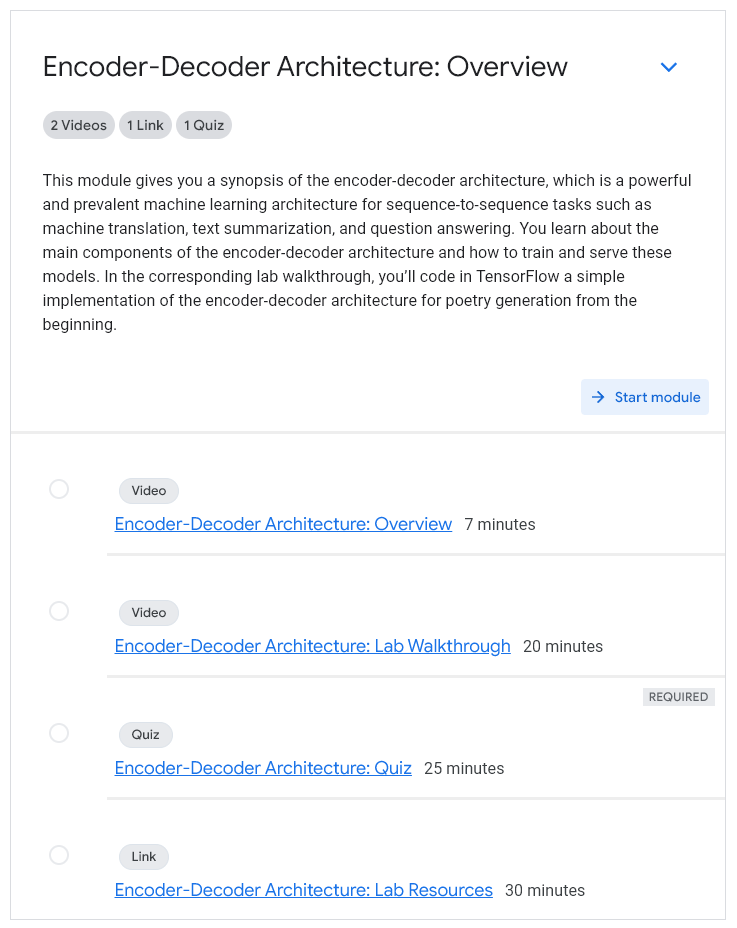 Encoder-Decoder Architecture: Overview
2 Videos 1 Link 1 Quiz
This module gives you a synopsis of the encoder-decoder architecture, which is a powerful
and prevalent machine learning architecture for sequence-to-sequence tasks such as
machine translation, text summarization, and question answering. You learn about the
main components of the encoder-decoder architecture and how to train and serve these
models. In the corresponding lab walkthrough, you’ll code in TensorFlow a simple
implementation of the encoder-decoder architecture for poetry generation from the
beginning.
Start module
Video
Encoder-Decoder Architecture: Overview 7 minutes
Video
Encoder-Decoder Architecture: Lab Walkthrough 20 minutes
REQUIRED
Quiz
Encoder-Decoder Architecture: Quiz 25 minutes
Link
Encoder-Decoder Architecture: Lab Resources 30 minutes